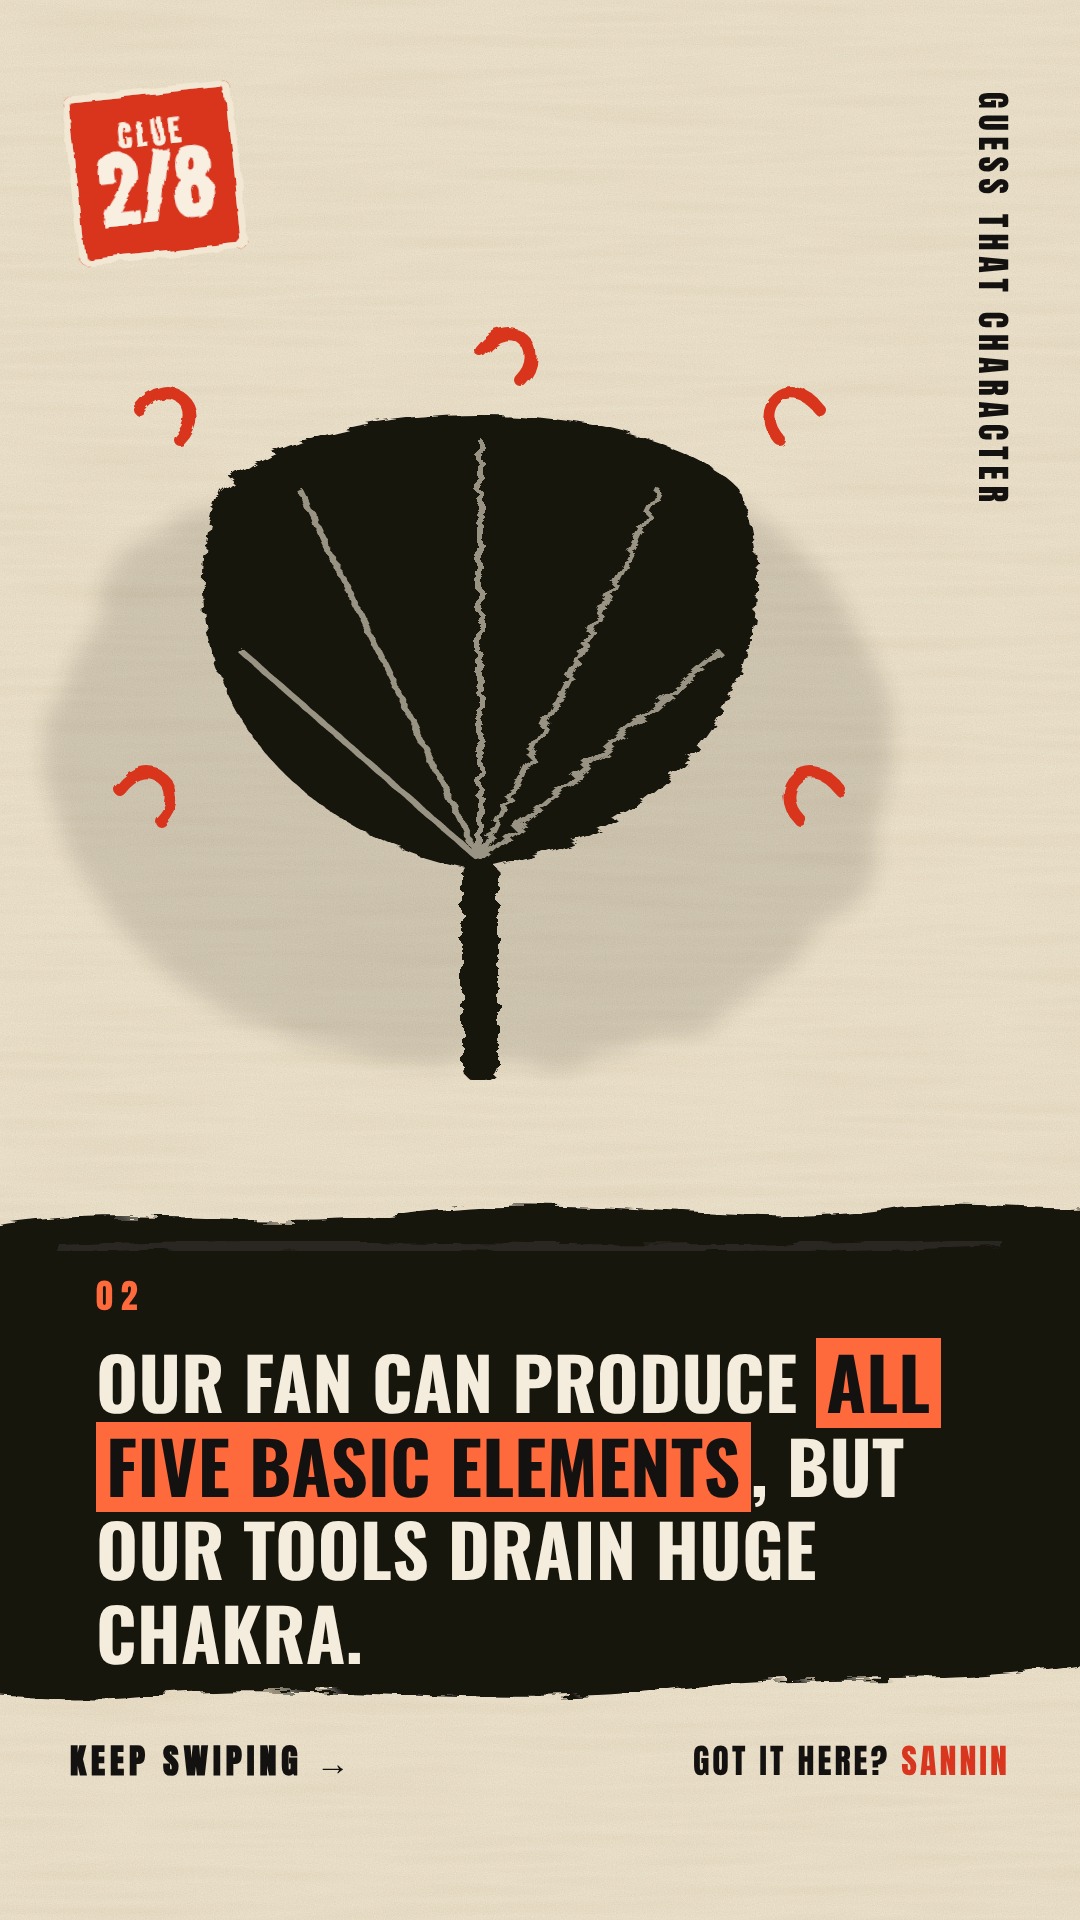 CLUE
2/8
GUESS THAT CHARACTER
02
OUR FAN CAN PRODUCE ALL
FIVE BASIC ELEMENTS, BUT
OUR TOOLS DRAIN HUGE
CHAKRA.
KEEP SWIPING →
GOT IT HERE? SANNIN